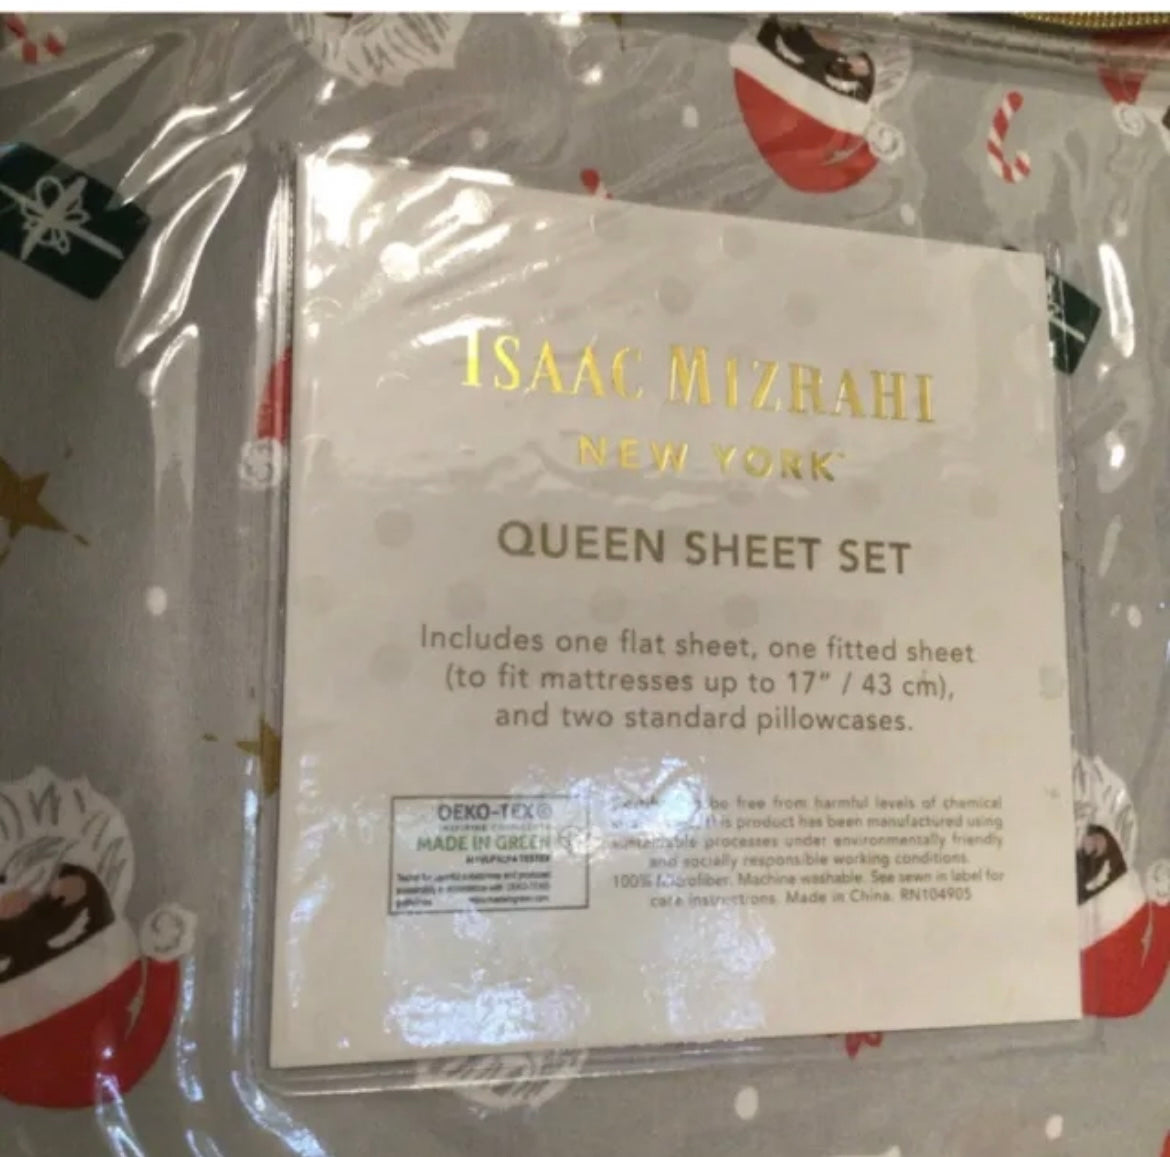 ISAAC MIZRAHI
NEW YORK
QUEEN SHEET SET
Includes one flat sheet, one fitted sheet
(to fit mattresses up to 17" / 43 cm),
and two standard pillowcases.
OEKO-TEX®
MADE IN GREEN
be free from harmful levels of chemical
this product has been manufactured using
processes under environmentally friendly
and socially responsible working conditions.
100% Microfiber. Machine washable. See sewn in label for
care instructions. Made in China. RN104905